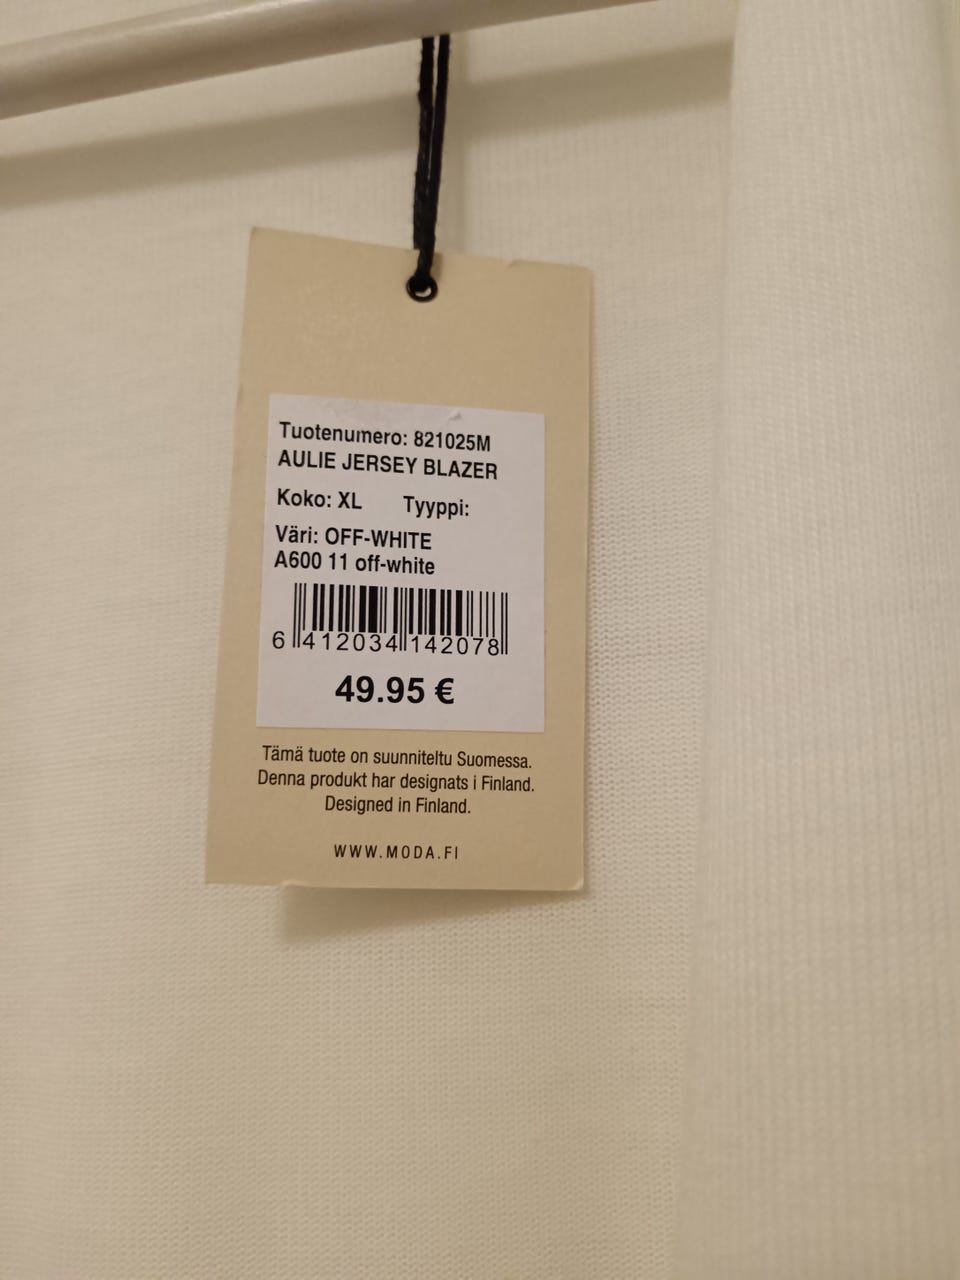 Tuotenumero: 821025M
AULIE JERSEY BLAZER
Koko: XL Tyyppi:
Väri: OFF-WHITE
A600 11 off-white
6 412034 142078
49.95 €
Tämä tuote on suunniteltu Suomessa.
Denna produkt har designats i Finland.
Designed in Finland.
WWW.MODA.FI